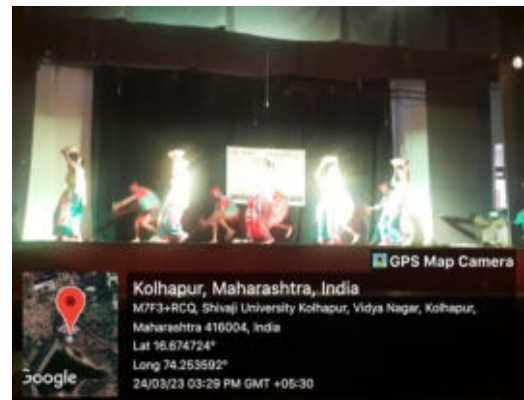 GPS Map Camera
Kolhapur, Maharashtra, India
M7F3+RCQ, Shivaji University Kolhapur, Vidya Nagar, Kolhapur,
Maharashtra 416004, India
Lat 16.674724°
Long 74.253592°
24/03/23 03:29 PM GMT +05:30
Google